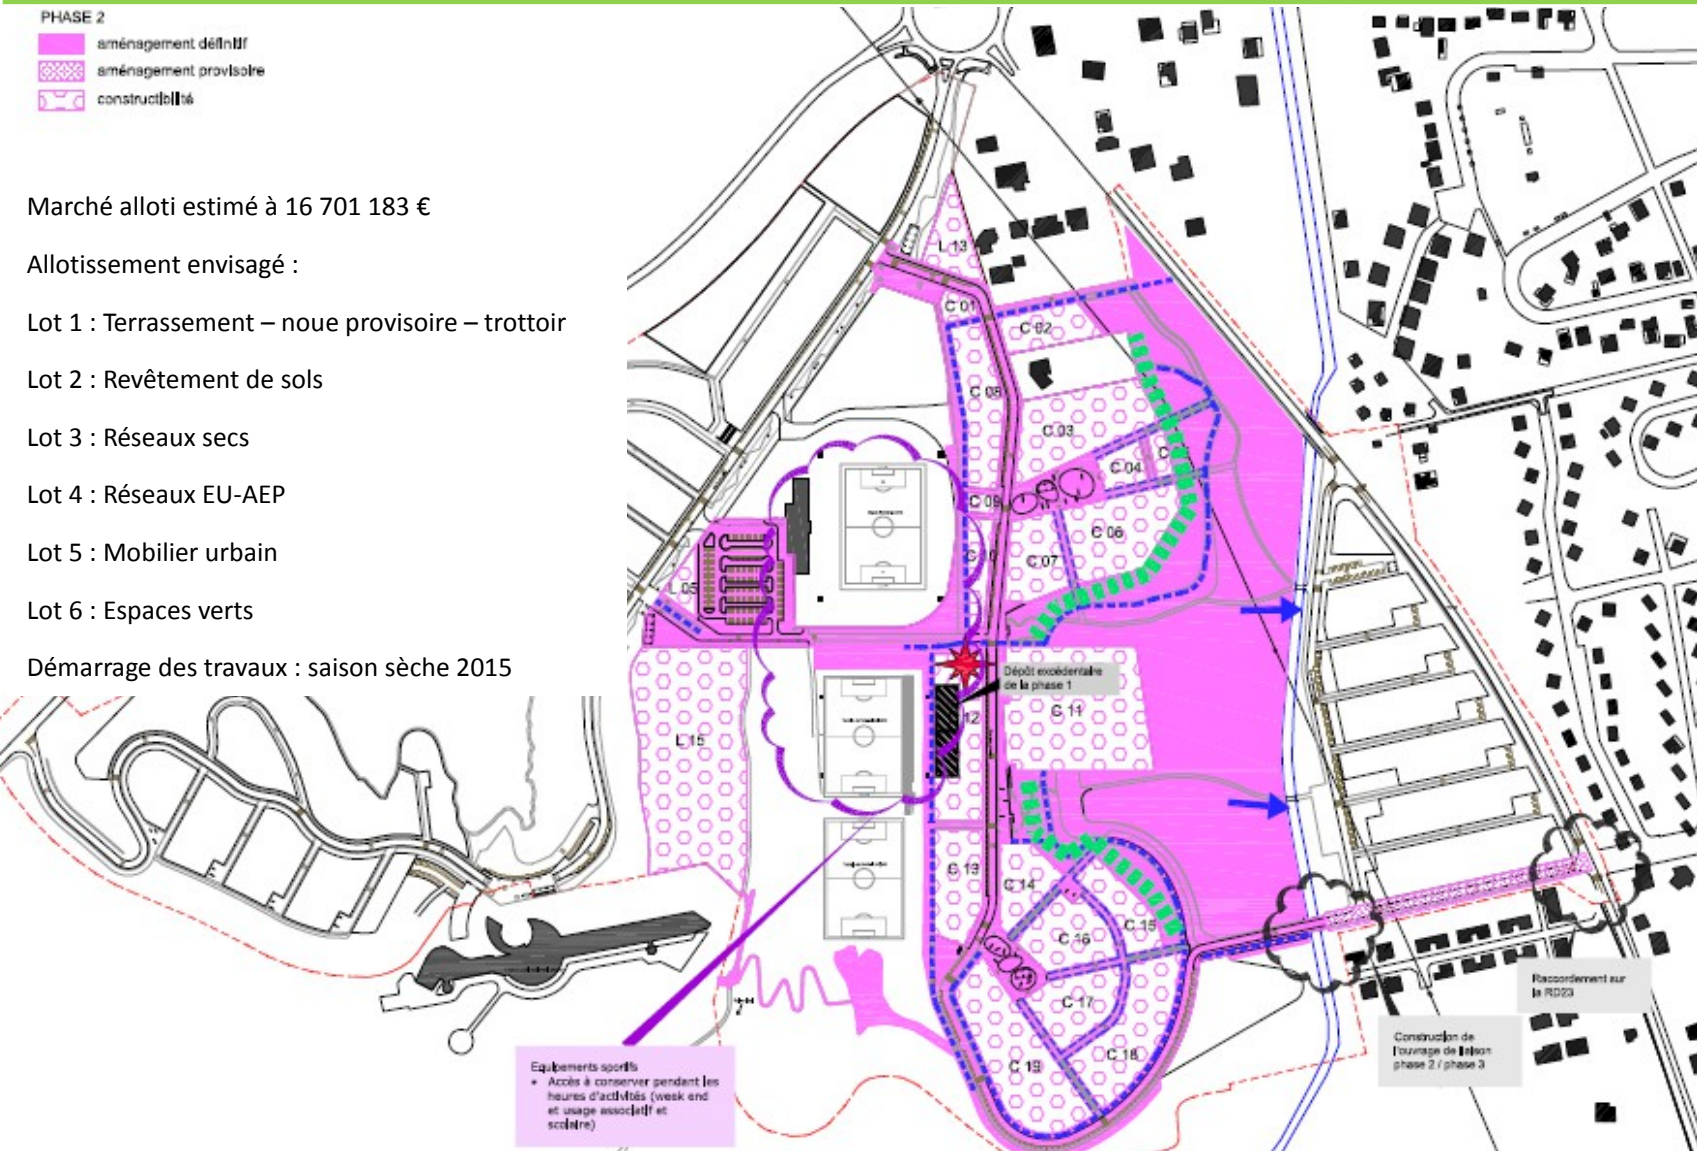 PHASE 2
aménagement définitif
aménagement provisoire
constructibilité
Marché alloti estimé à 16 701 183 €
Allotissement envisagé :
Lot 1 : Terrassement – noue provisoire – trottoir
Lot 2 : Revêtement de sols
Lot 3 : Réseaux secs
Lot 4 : Réseaux EU-AEP
Lot 5 : Mobilier urbain
Lot 6 : Espaces verts
Démarrage des travaux : saison sèche 2015
L 13
C 01
C 02
C 08
C 03
C 04
C 09
C 06
C 07
L 05
Dépôt excédentaire
de la phase 1
C 11
12
L 15
C 13
C 14
C 15
C 16
C 17
C 18
C 19
Raccordement sur
la RD23
Construction de
l'ouvrage de liaison
phase 2 / phase 3
Equipements sportifs
• Accès à conserver pendant les
heures d'activités (week end
et usage associatif et
scolaire)